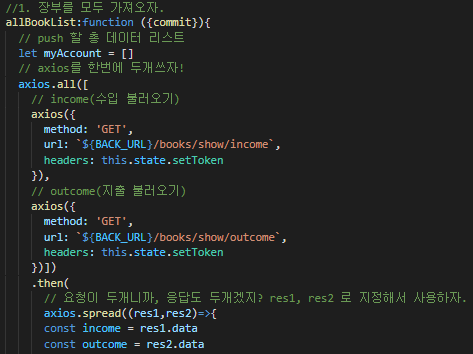 //1. 장부를 모두 가져오자.
allBookList:function ({commit}){
// push 할 총 데이터 리스트
let myAccount = []
// axios를 한번에 두개쓰자!
axios.all([
// income(수입 불러오기)
axios({
method: 'GET',
url: `${BACK_URL}/books/show/income`,
headers: this.state.setToken
}),
// outcome(지출 불러오기)
axios({
method: 'GET',
url: `${BACK_URL}/books/show/outcome`,
headers: this.state.setToken
})])
.then(
// 요청이 두개니까, 응답도 두개겠지? res1, res2 로 지정해서 사용하자.
axios.spread((res1,res2)=>{
const income = res1.data
const outcome = res2.data